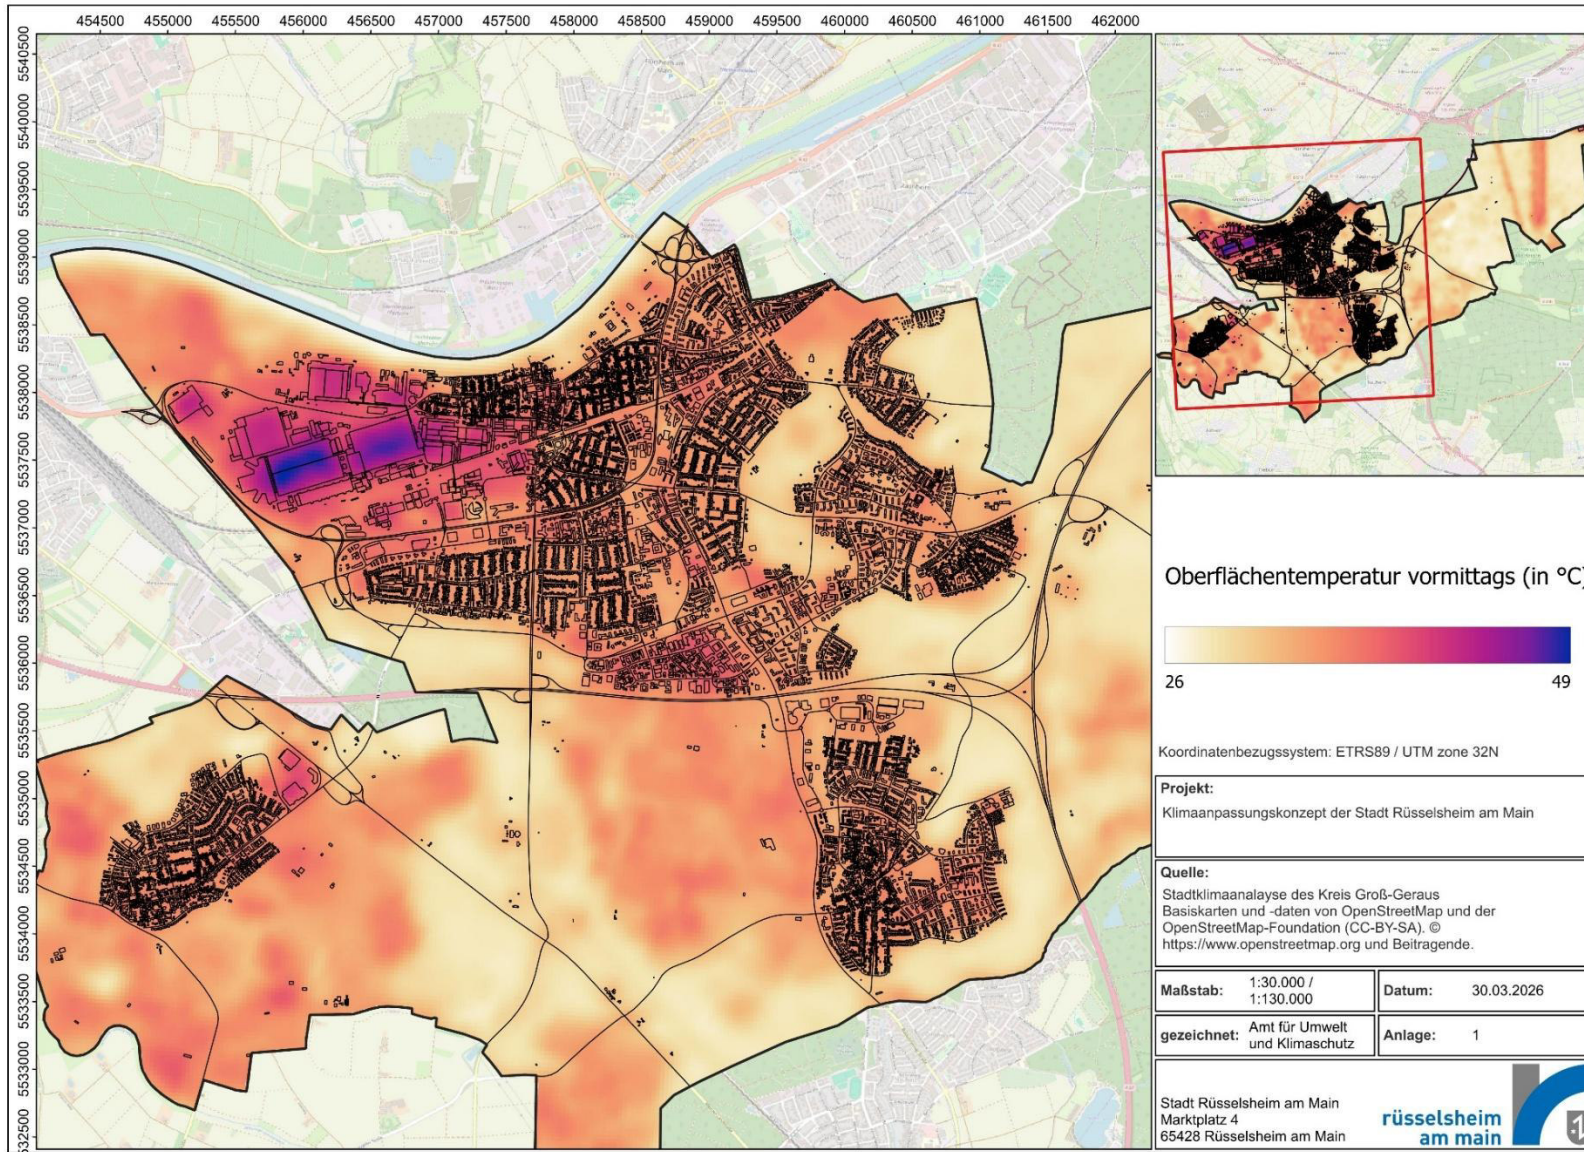 454500 455000 455500 456000 456500 457000 457500 458000 458500 459000 459500 460000 460500 461000 461500 462000
5540500
5540000
5539500
5539000
5538500
5538000
5537500
5537000
5536500
5536000
5535500
5535000
5534500
5534000
5533500
5533000
5532500
Oberflächentemperatur vormittags (in °C)
26 49
Koordinatenbezugssystem: ETRS89 / UTM zone 32N
Projekt:
Klimaanpassungskonzept der Stadt Rüsselsheim am Main
Quelle:
Stadtklimaanalayse des Kreis Groß-Geraus
Basiskarten und -daten von OpenStreetMap und der
OpenStreetMap-Foundation (CC-BY-SA). ©
https://www.openstreetmap.org und Beitragende.
Maßstab: 1:30.000 /
1:130.000
Datum: 30.03.2026
gezeichnet: Amt für Umwelt
und Klimaschutz
Anlage: 1
Stadt Rüsselsheim am Main
Marktplatz 4
65428 Rüsselsheim am Main
rüsselsheim
am main